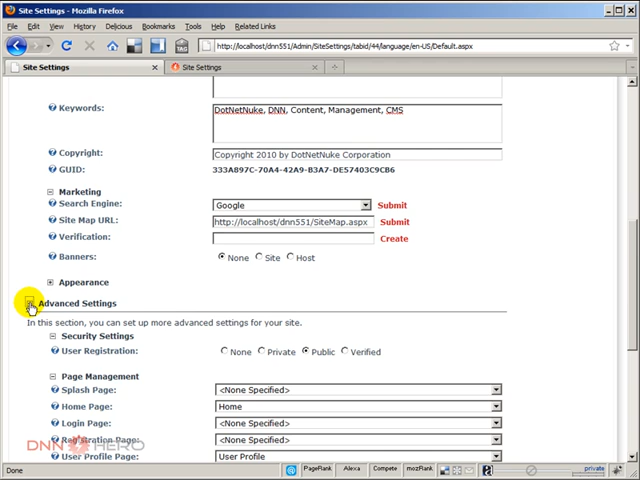 Site Settings - Mozilla Firefox
File Edit View History Delicious Bookmarks Tools Help Related Links
TAG
http://localhost/dnn551/Admin/SiteSettings/tabid/44/language/en-US/Default.aspx
Site Settings
Site Settings
Keywords:
DotNetNuke, DNN, Content, Management, CMS
Copyright:
Copyright 2010 by DotNetNuke Corporation
GUID:
333A897C-70A4-42A9-B3A7-DE57403C9CB6
Marketing
Search Engine:
Google
Submit
Site Map URL:
http://localhost/dnn551/SiteMap.aspx
Submit
Verification:
Create
Banners:
None Site Host
Appearance
Advanced Settings
In this section, you can set up more advanced settings for your site.
Security Settings
User Registration:
None Private Public Verified
Page Management
Splash Page:
<None Specified>
Home Page:
Home
Login Page:
<None Specified>
Registration Page:
<None Specified>
User Profile Page:
User Profile
DNN HERO
Done
PageRank
Alexa
Compete
mozRank
private